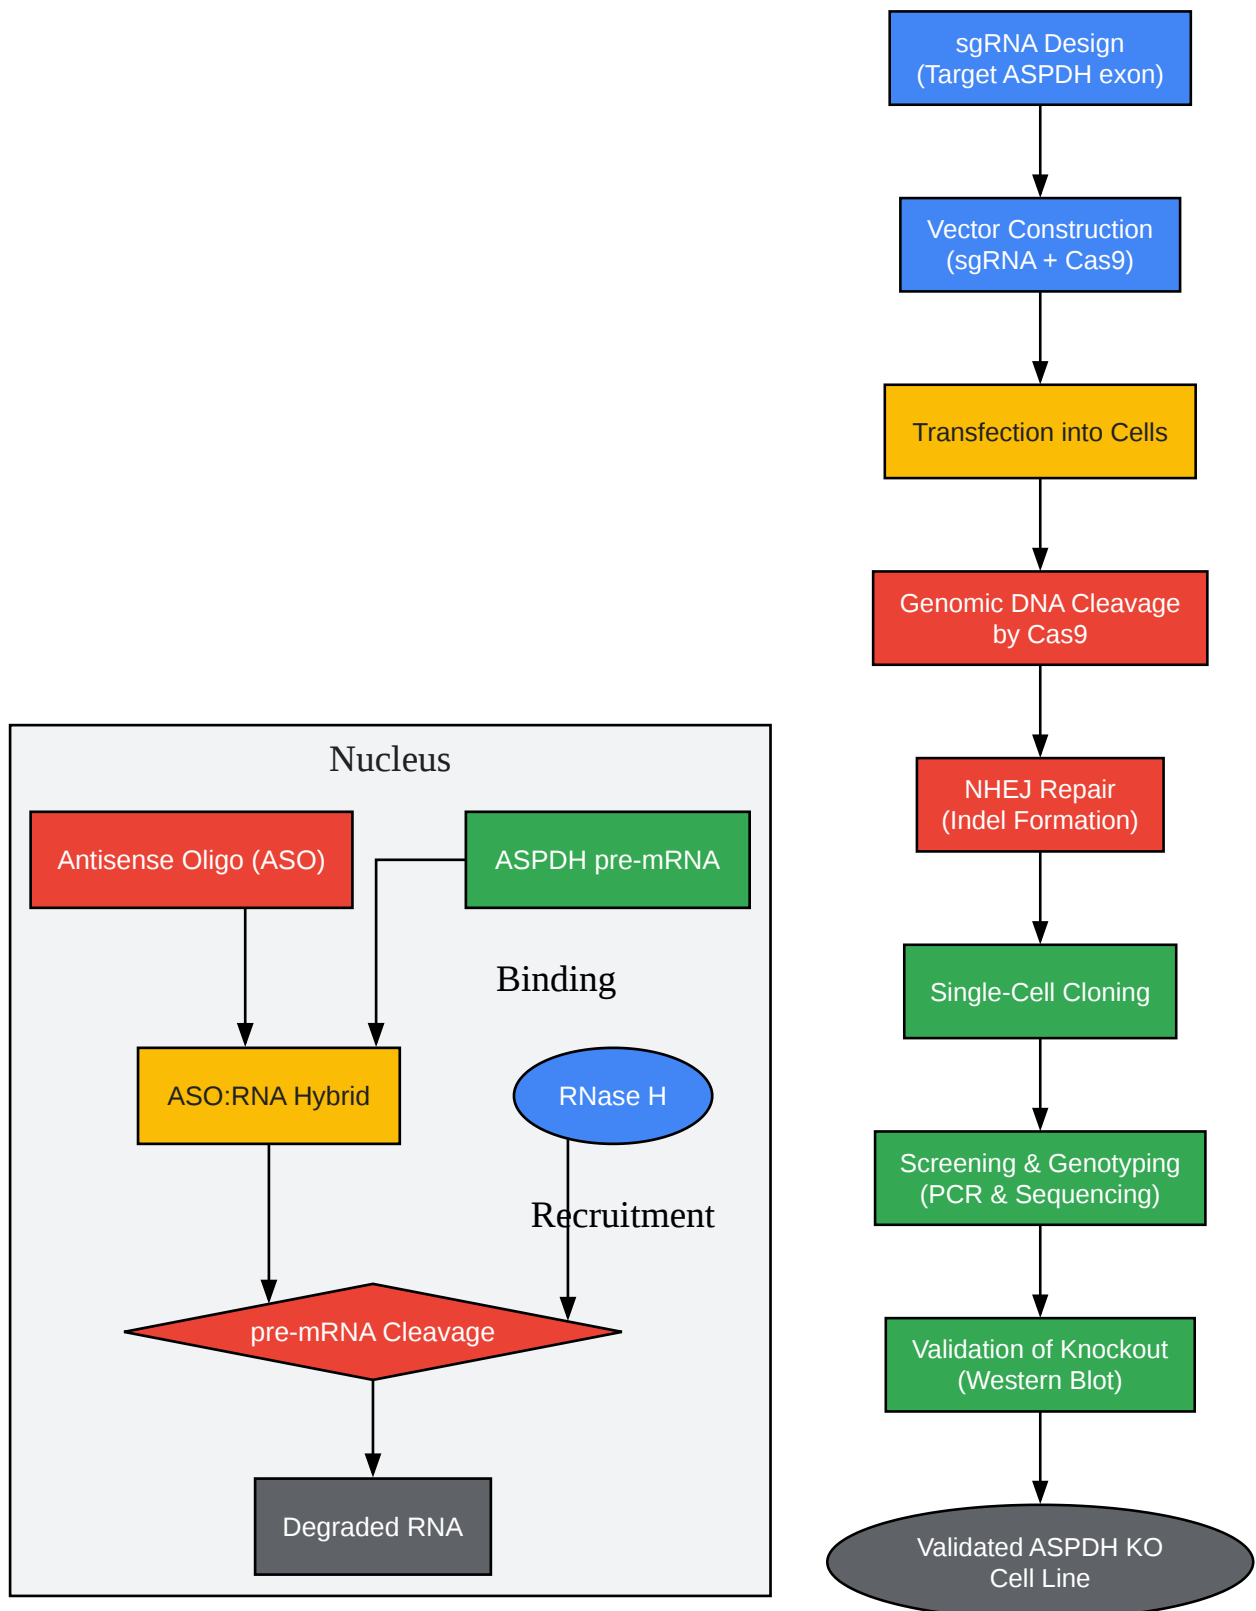 Nucleus
Antisense Oligo (ASO)
ASPDH pre-mRNA
Binding
ASO:RNA Hybrid
RNase H
Recruitment
pre-mRNA Cleavage
Degraded RNA
sgRNA Design
(Target ASPDH exon)
Vector Construction
(sgRNA + Cas9)
Transfection into Cells
Genomic DNA Cleavage
by Cas9
NHEJ Repair
(Indel Formation)
Single-Cell Cloning
Screening & Genotyping
(PCR & Sequencing)
Validation of Knockout
(Western Blot)
Validated ASPDH KO
Cell Line